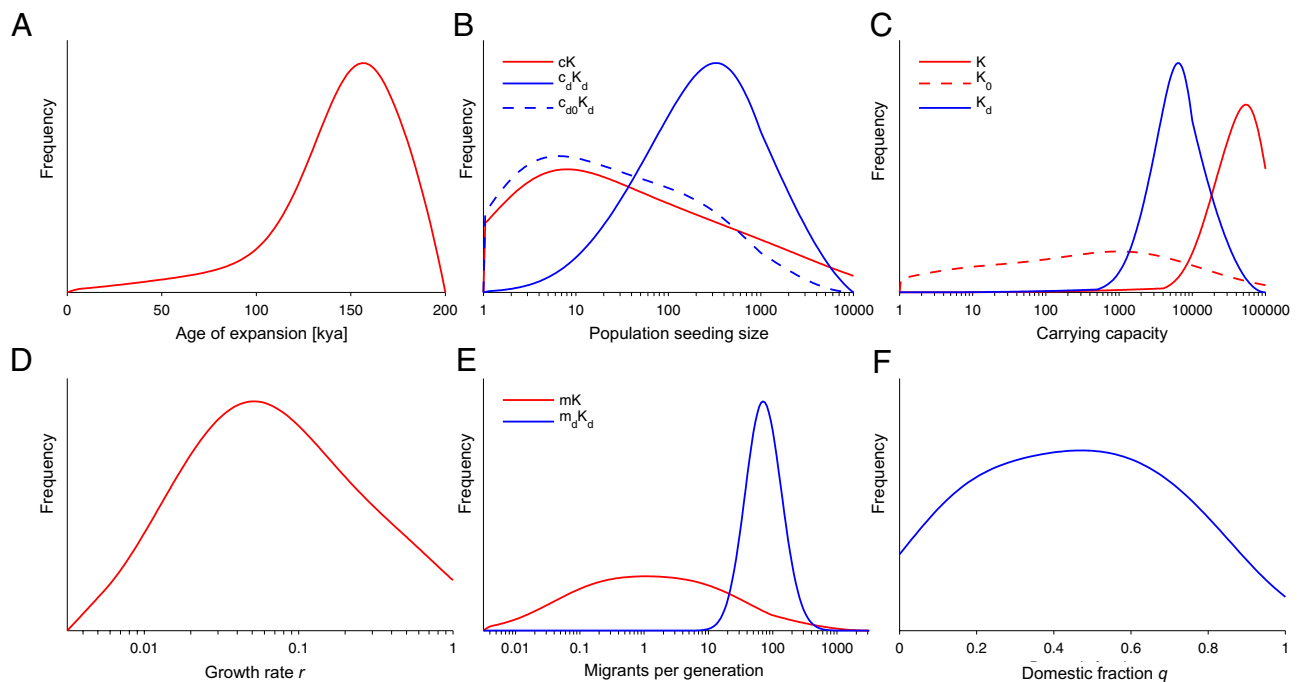 A
Frequency
0 50 100 150 200
Age of expansion [kya]
B
cK
c_dK_d
c_d0K_d
Frequency
1 10 100 1000 10000
Population seeding size
C
K
K_0
K_d
Frequency
1 10 100 1000 10000 100000
Carrying capacity
D
Frequency
0.01 0.1 1
Growth rate r
E
mK
m_dK_d
Frequency
0.01 0.1 1 10 100 1000
Migrants per generation
F
Frequency
0 0.2 0.4 0.6 0.8 1
Domestic fraction q